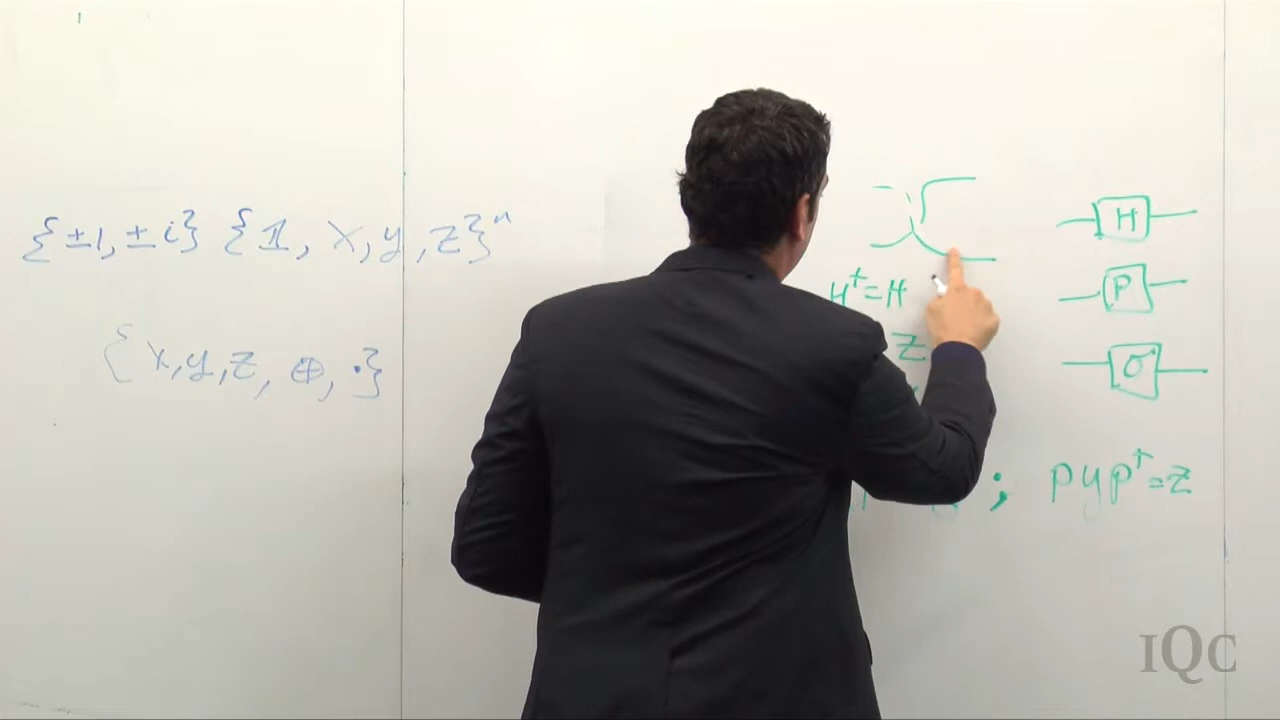 {±1, ±i} {𝟙, X, Y, Z}ⁿ
{X, Y, Z, ⊕, ·}
H† = H
Z
; PYP† = Z
H
P
σ
IQC